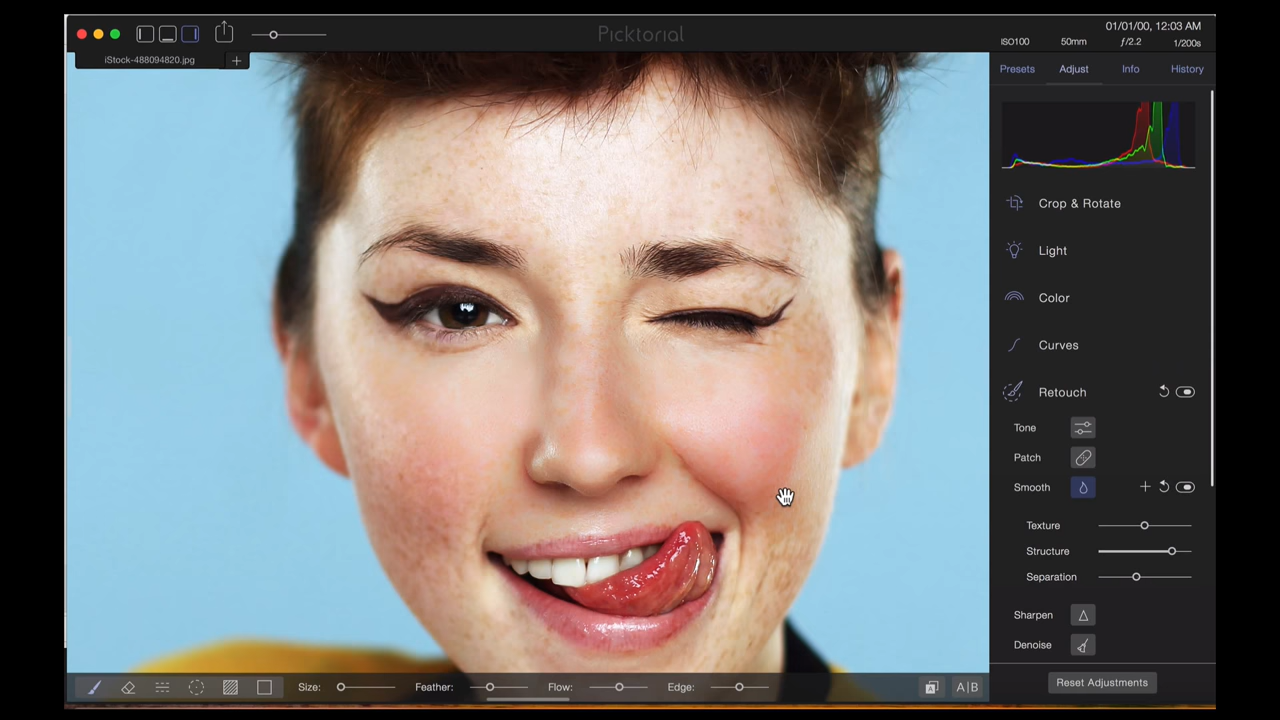 Picktorial
01/01/00, 12:03 AM
ISO100 50mm ƒ/2.2 1/200s
iStock-488094820.jpg +
Presets Adjust Info History
Crop & Rotate
Light
Color
Curves
Retouch
Tone
Patch
Smooth
Texture
Structure
Separation
Sharpen
Denoise
Size: Feather: Flow: Edge: A A|B
Reset Adjustments